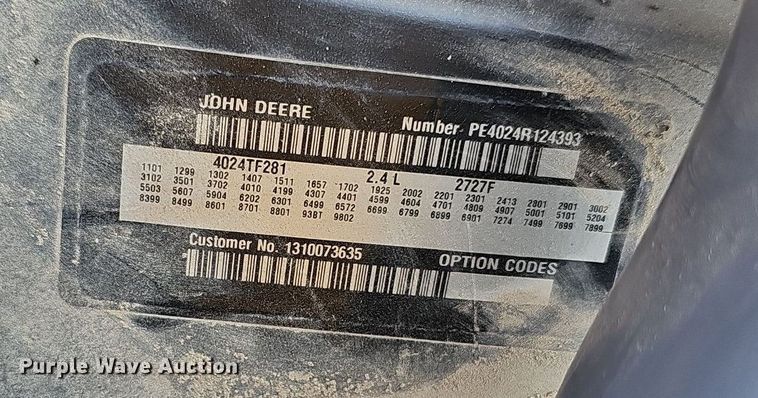 JOHN DEERE
Number PE4024R124393
4024TF281 2.4 L 2727F
1101 1299 1302 1407 1511 1657 1702 1925 2002 2201 2301 2413 2801 2901 3002
3102 3501 3702 4010 4199 4307 4401 4599 4604 4701 4809 4907 5001 5101 5204
5503 5607 5904 6202 6301 6499 6572 6699 6799 6899 6901 7274 7499 7699 7899
8399 8499 8601 8701 8801 93BT 9802
Customer No. 1310073635
OPTION CODES
Purple Wave Auction